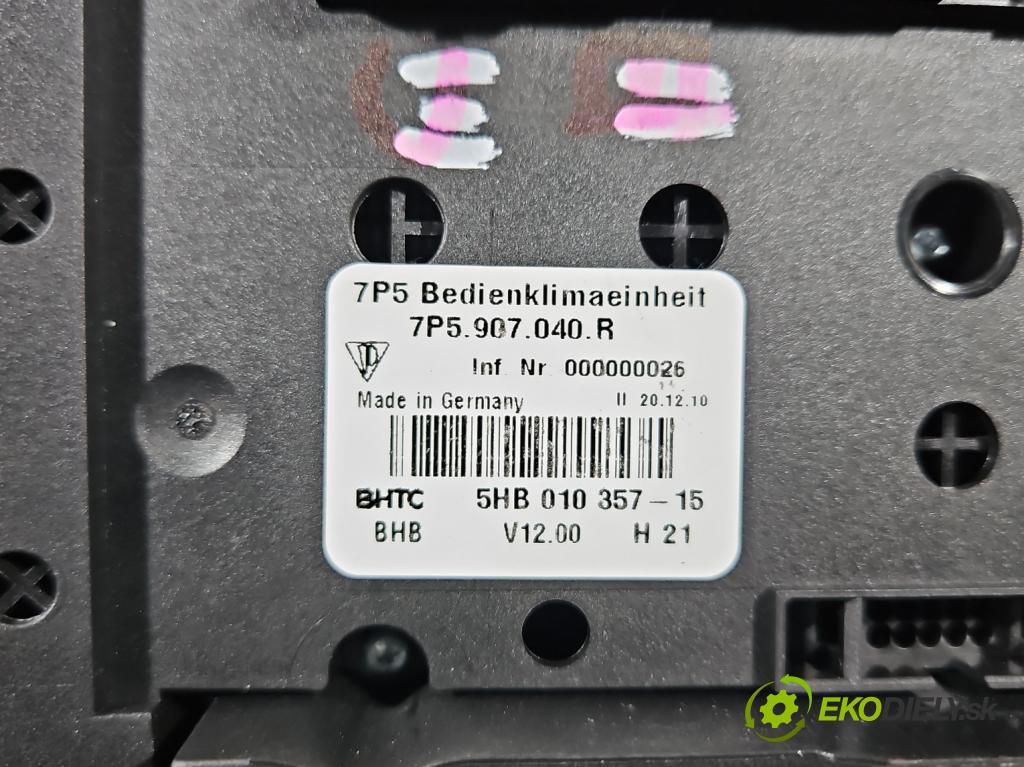 7P5 Bedienklimaeinheit
7P5.907.040.R
Inf. Nr. 000000026
Made in Germany II 20.12.10
BHTC 5HB 010 357-15
BHB V12.00 H 21
EKODIELY.sk